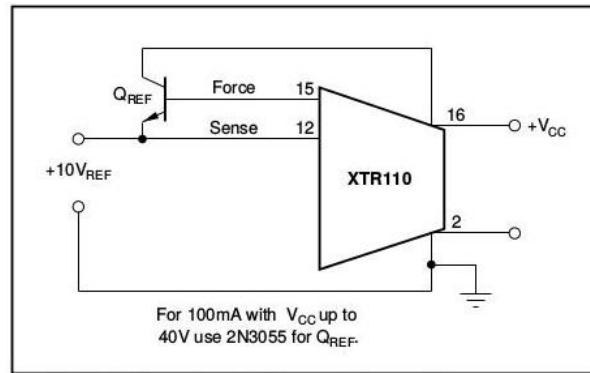 Force
15
Q_REF
16
Sense
12
+V_CC
+10V_REF
XTR110
2
For 100mA with V_CC up to
40V use 2N3055 for Q_REF.